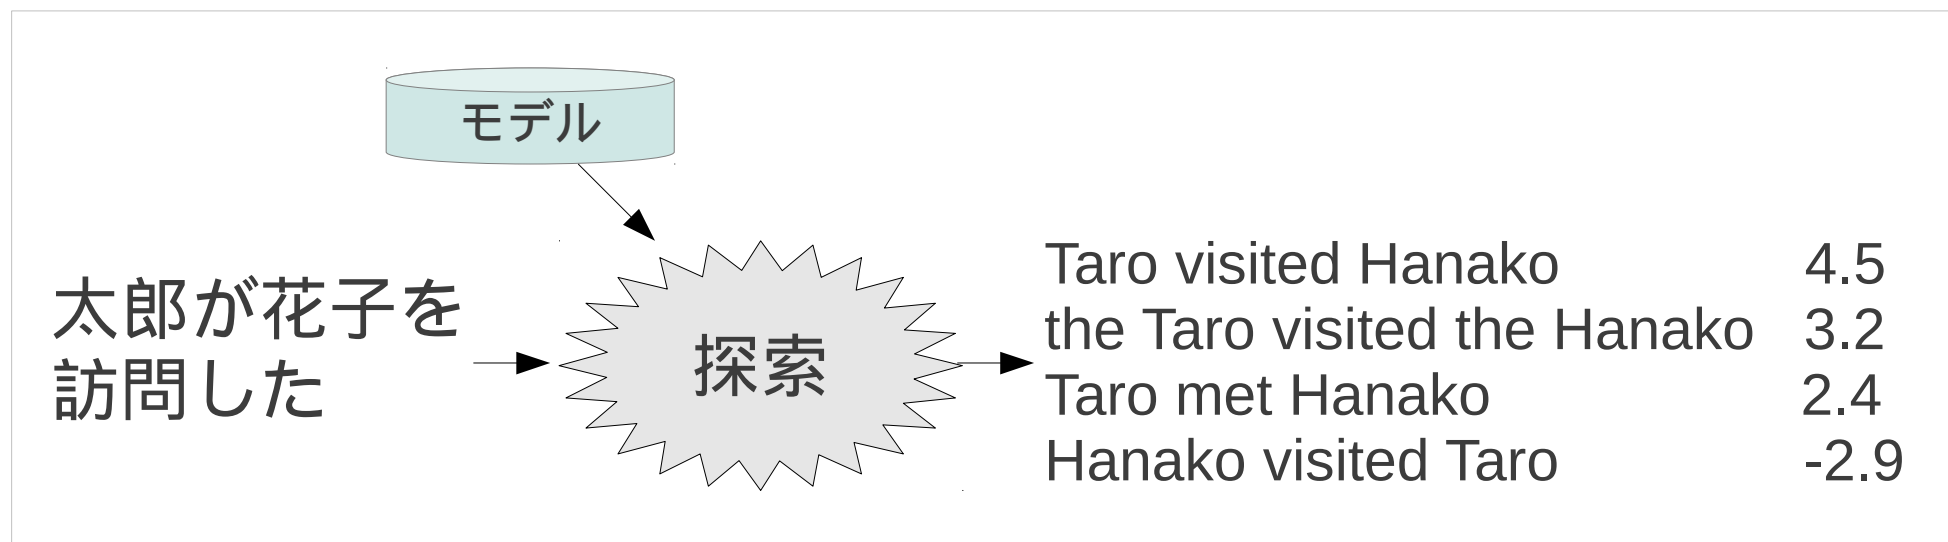 モデル
太郎が花子を
訪問した
探索
Taro visited Hanako 4.5
the Taro visited the Hanako 3.2
Taro met Hanako 2.4
Hanako visited Taro -2.9